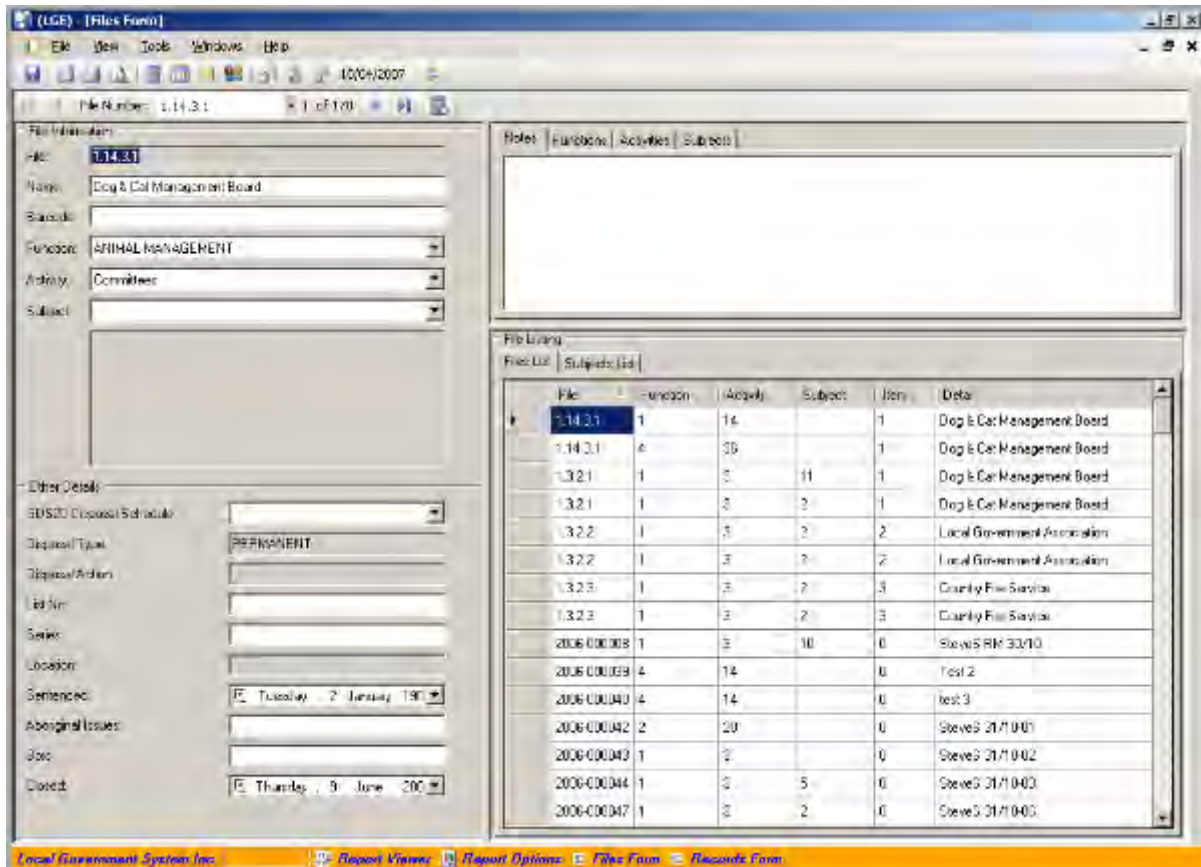 (LGE) - [Files Form]
File View Tools Windows Help
10/04/2007
File Number: 1.14.3.1 1 of 170
File Information
File: 1.14.3.1
Name: Dog & Cat Management Board
Barcode:
Function: ANIMAL MANAGEMENT
Activity: Committees
Subject:
Other Details
GDS20 Disposal Schedule:
Disposal Type: PERMANENT
Disposal Action:
List No:
Series:
Location:
Sentenced: Tuesday , 2 January 190
Aboriginal Issues:
Box:
Closed: Thursday , 9 June 200
Notes Functions Activities Subjects
File Listing
Files List Subjects List
File Function Activity Subject Item Detail
1.14.3.1 1 14 1 Dog & Cat Management Board
1.14.3.1 4 36 1 Dog & Cat Management Board
1.3.2.1 1 3 11 1 Dog & Cat Management Board
1.3.2.1 1 3 2 1 Dog & Cat Management Board
1.3.2.2 1 3 2 2 Local Government Association
1.3.2.2 1 3 2 2 Local Government Association
1.3.2.3 1 3 2 3 Country Fire Service
1.3.2.3 1 3 2 3 Country Fire Service
2006-000008 1 3 10 0 SteveS RM 30/10
2006-000039 4 14 0 Test 2
2006-000040 4 14 0 test 3
2006-000042 2 20 0 SteveS 31/10-01
2006-000043 1 3 0 SteveS 31/10-02
2006-000044 1 3 5 0 SteveS 31/10-03
2006-000047 1 3 2 0 SteveS 31/10-06
Local Government System Inc Report Viewer Report Options Files Form Records Form